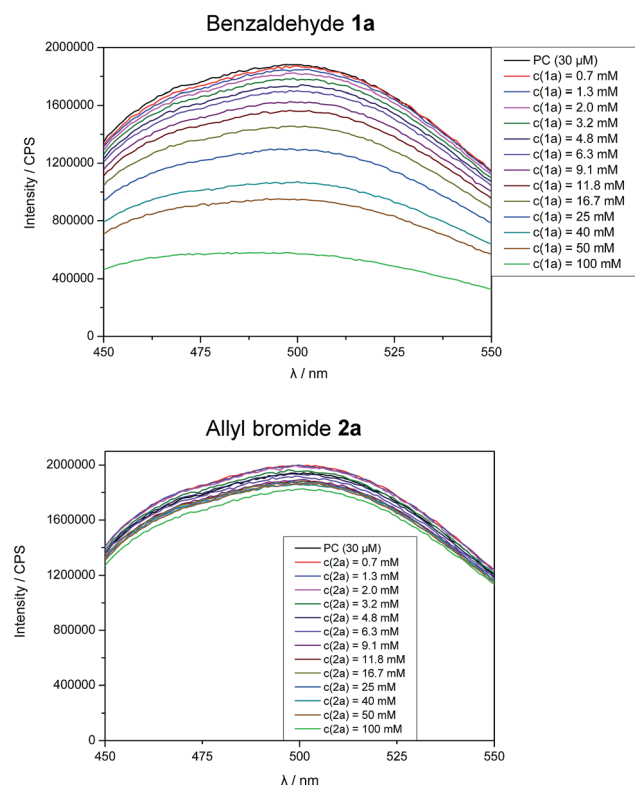 Benzaldehyde 1a
2000000
1600000
1200000
800000
400000
0
Intensity / CPS
450
475
500
525
550
λ / nm
PC (30 μM)
c(1a) = 0.7 mM
c(1a) = 1.3 mM
c(1a) = 2.0 mM
c(1a) = 3.2 mM
c(1a) = 4.8 mM
c(1a) = 6.3 mM
c(1a) = 9.1 mM
c(1a) = 11.8 mM
c(1a) = 16.7 mM
c(1a) = 25 mM
c(1a) = 40 mM
c(1a) = 50 mM
c(1a) = 100 mM
Allyl bromide 2a
2000000
1600000
1200000
800000
400000
0
Intensity / CPS
450
475
500
525
550
λ / nm
PC (30 μM)
c(2a) = 0.7 mM
c(2a) = 1.3 mM
c(2a) = 2.0 mM
c(2a) = 3.2 mM
c(2a) = 4.8 mM
c(2a) = 6.3 mM
c(2a) = 9.1 mM
c(2a) = 11.8 mM
c(2a) = 16.7 mM
c(2a) = 25 mM
c(2a) = 40 mM
c(2a) = 50 mM
c(2a) = 100 mM